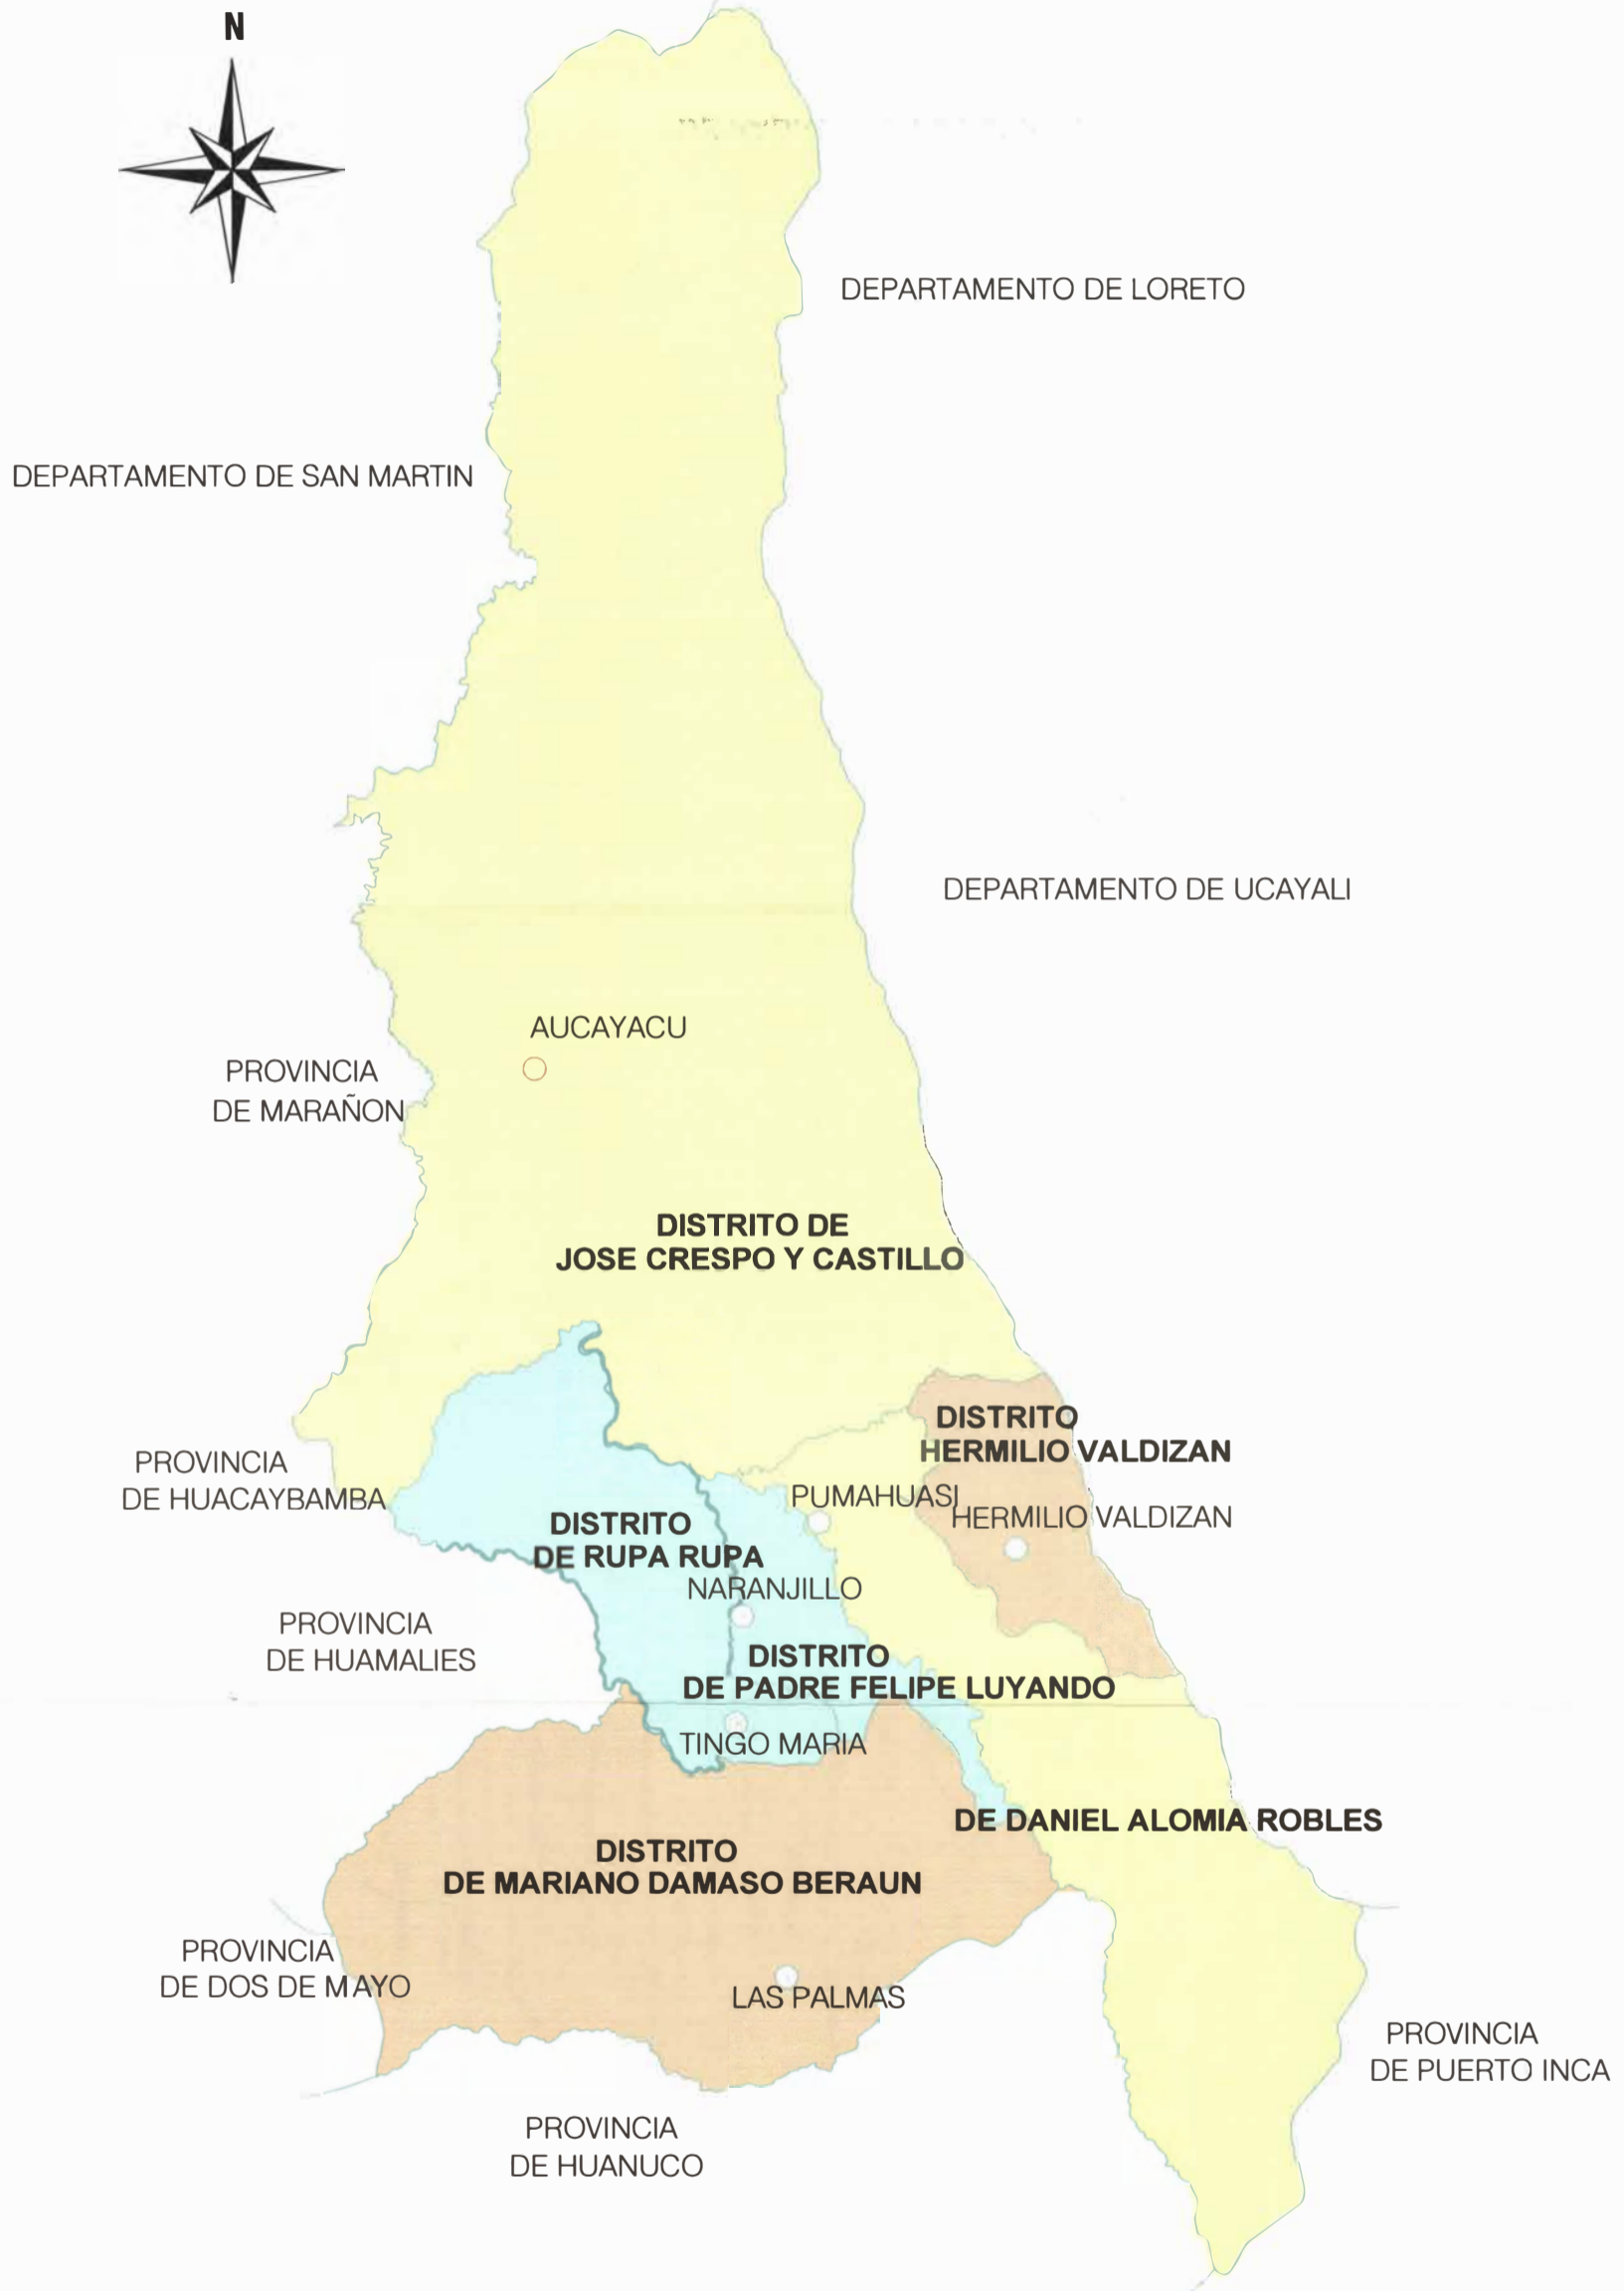 N
DEPARTAMENTO DE LORETO
DEPARTAMENTO DE SAN MARTIN
DEPARTAMENTO DE UCAYALI
AUCAYACU
PROVINCIA
DE MARAÑON
DISTRITO DE
JOSE CRESPO Y CASTILLO
DISTRITO
HERMILIO VALDIZAN
PROVINCIA
DE HUACAYBAMBA
PUMAHUASI
HERMILIO VALDIZAN
DISTRITO
DE RUPA RUPA
NARANJILLO
PROVINCIA
DE HUAMALIES
DISTRITO
DE PADRE FELIPE LUYANDO
TINGO MARIA
DE DANIEL ALOMIA ROBLES
DISTRITO
DE MARIANO DAMASO BERAUN
PROVINCIA
DE DOS DE MAYO
LAS PALMAS
PROVINCIA
DE PUERTO INCA
PROVINCIA
DE HUANUCO